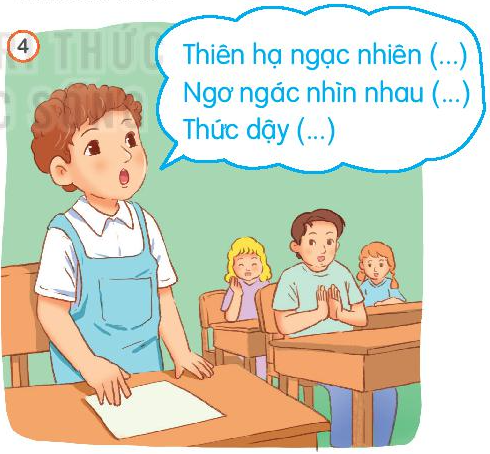 4
Thiên hạ ngạc nhiên (...)
Ngơ ngác nhìn nhau (...)
Thức dậy (...)